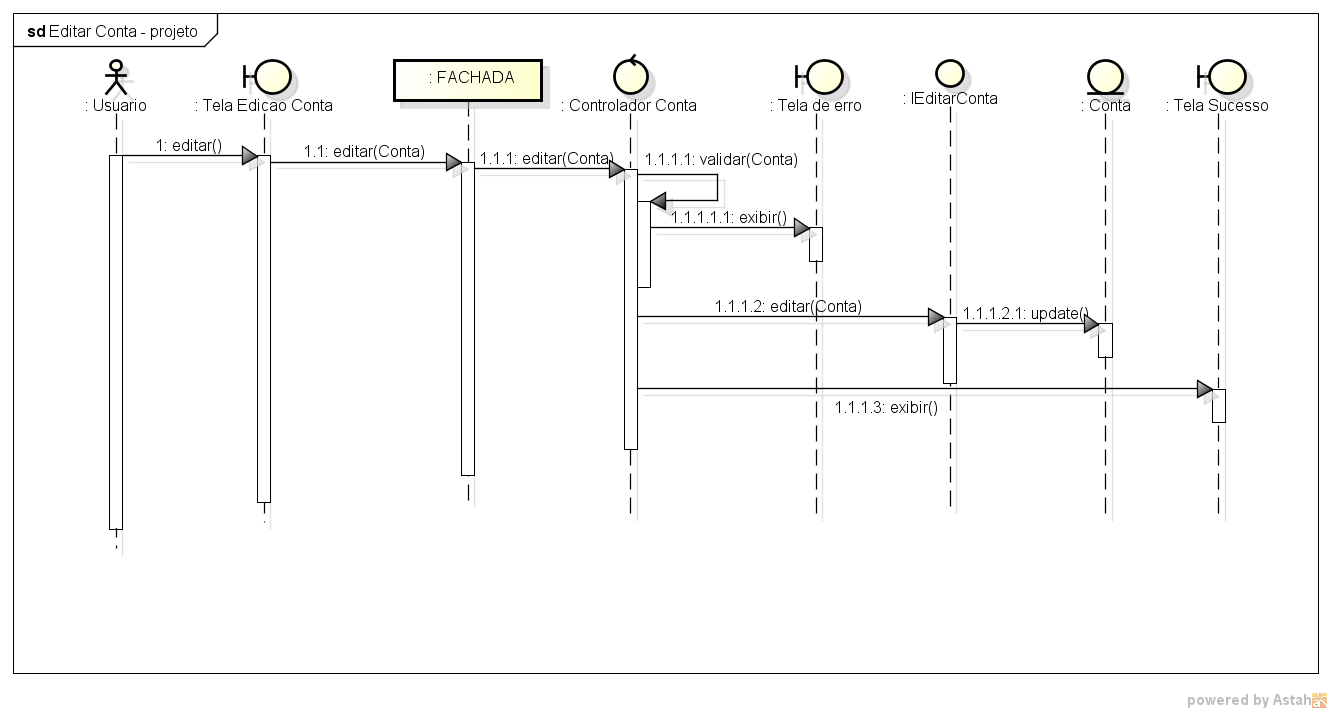 sd Editar Conta - projeto
: Usuario
: Tela Edicao Conta
: FACHADA
: Controlador Conta
: Tela de erro
: IEditarConta
: Conta
: Tela Sucesso
1: editar()
1.1: editar(Conta)
1.1.1: editar(Conta)
1.1.1.1: validar(Conta)
1.1.1.1.1: exibir()
1.1.1.2: editar(Conta)
1.1.1.2.1: update()
1.1.1.3: exibir()
powered by Astah